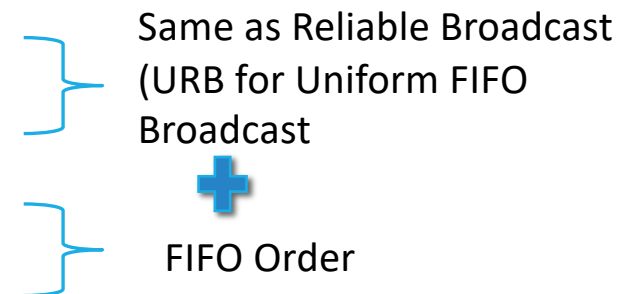 Same as Reliable Broadcast
(URB for Uniform FIFO
Broadcast
FIFO Order